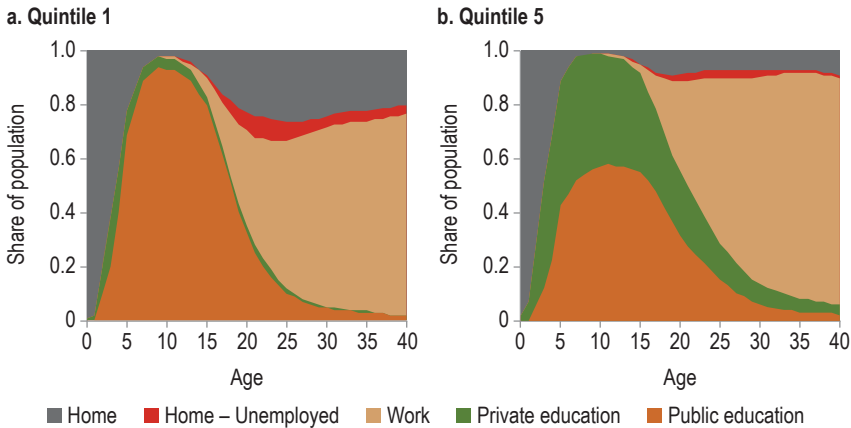 a. Quintile 1
b. Quintile 5
Share of population
1.0
0.8
0.6
0.4
0.2
0
0 5 10 15 20 25 30 35 40
Age
Share of population
1.0
0.8
0.6
0.4
0.2
0
0 5 10 15 20 25 30 35 40
Age
Home Home – Unemployed Work Private education Public education